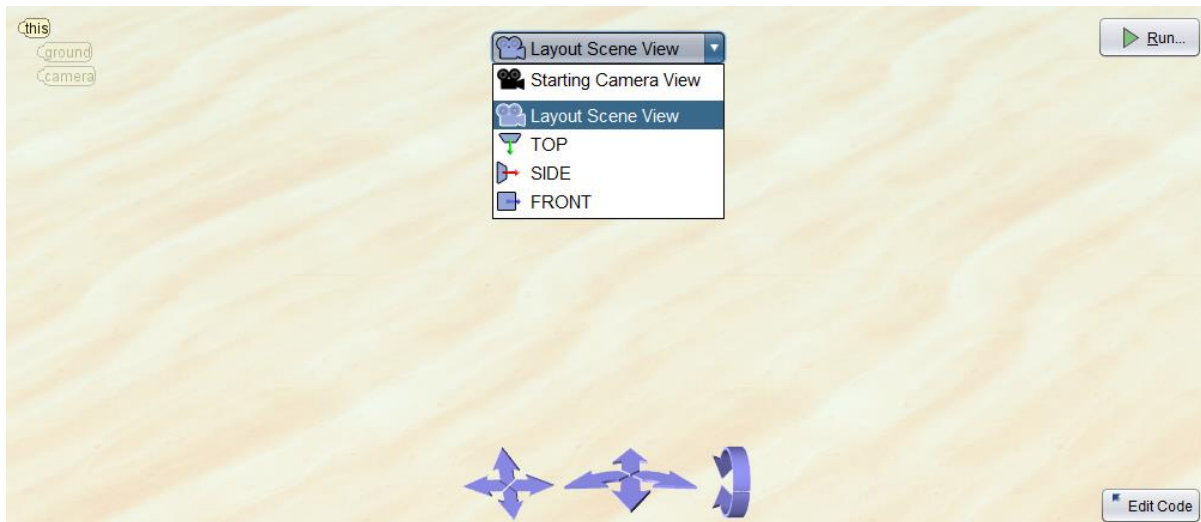 this
ground
camera
Layout Scene View
Starting Camera View
Layout Scene View
TOP
SIDE
FRONT
Run...
Edit Code